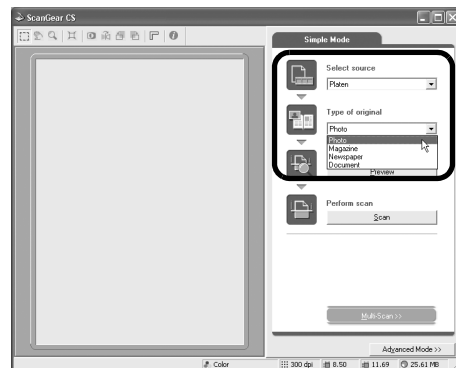 ScanGear CS
Simple Mode
Select source
Platen
Type of original
Photo
Photo
Magazine
Newspaper
Document
Preview
Perform scan
Scan
Multi-Scan >>
Advanced Mode >>
Color 300 dpi 8.50 11.69 25.61 MB